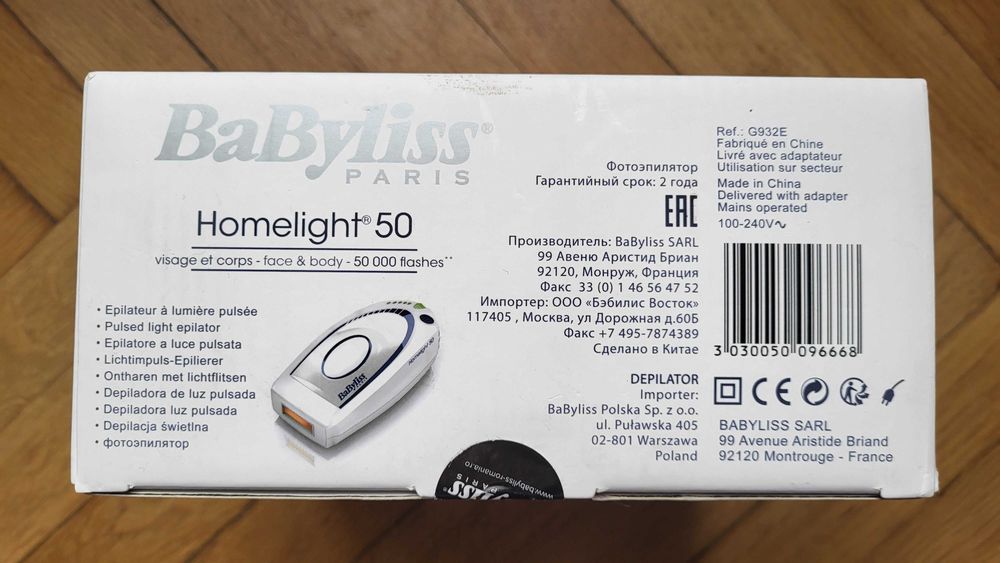 BaByliss®
PARIS
Homelight® 50
visage et corps - face & body - 50 000 flashes**
• Epilateur à lumière pulsée
• Pulsed light epilator
• Epilatore a luce pulsata
• Lichtimpuls-Epilierer
• Ontharen met lichtflitsen
• Depiladora de luz pulsada
• Depiladora luz pulsada
• Depilacja świetlna
• фотоэпилятор
Homelight 50
BaByliss
PARIS
Фотоэпилятор
Гарантийный срок: 2 года
EAC
Производитель: BaByliss SARL
99 Авеню Аристид Бриан
92120, Монруж, Франция
Факс 33 (0) 1 46 56 47 52
Импортер: ООО «Бэбилис Восток»
117405 , Москва, ул Дорожная д.60Б
Факс +7 495-7874389
Сделано в Китае
DEPILATOR
Importer:
BaByliss Polska Sp. z o.o.
ul. Puławska 405
02-801 Warszawa
Poland
Ref.: G932E
Fabriqué en Chine
Livré avec adaptateur
Utilisation sur secteur
Made in China
Delivered with adapter
Mains operated
100-240V∿
3 030050 096668
CE
BABYLISS SARL
99 Avenue Aristide Briand
92120 Montrouge - France
www.babyliss-romania.ro
PARIS